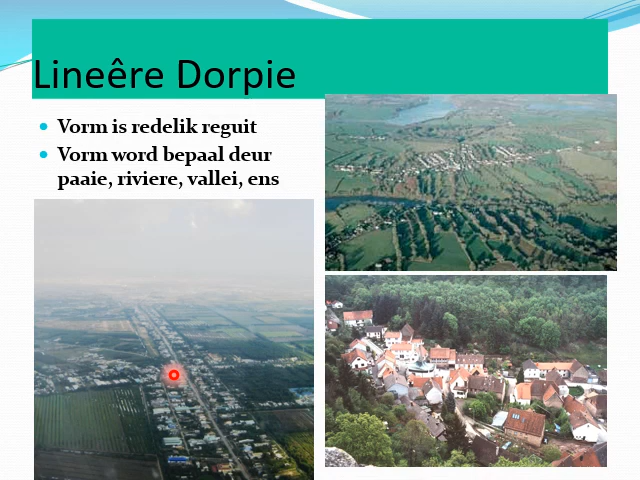 Lineêre Dorpie
Vorm is redelik reguit
Vorm word bepaal deur
paaie, riviere, vallei, ens